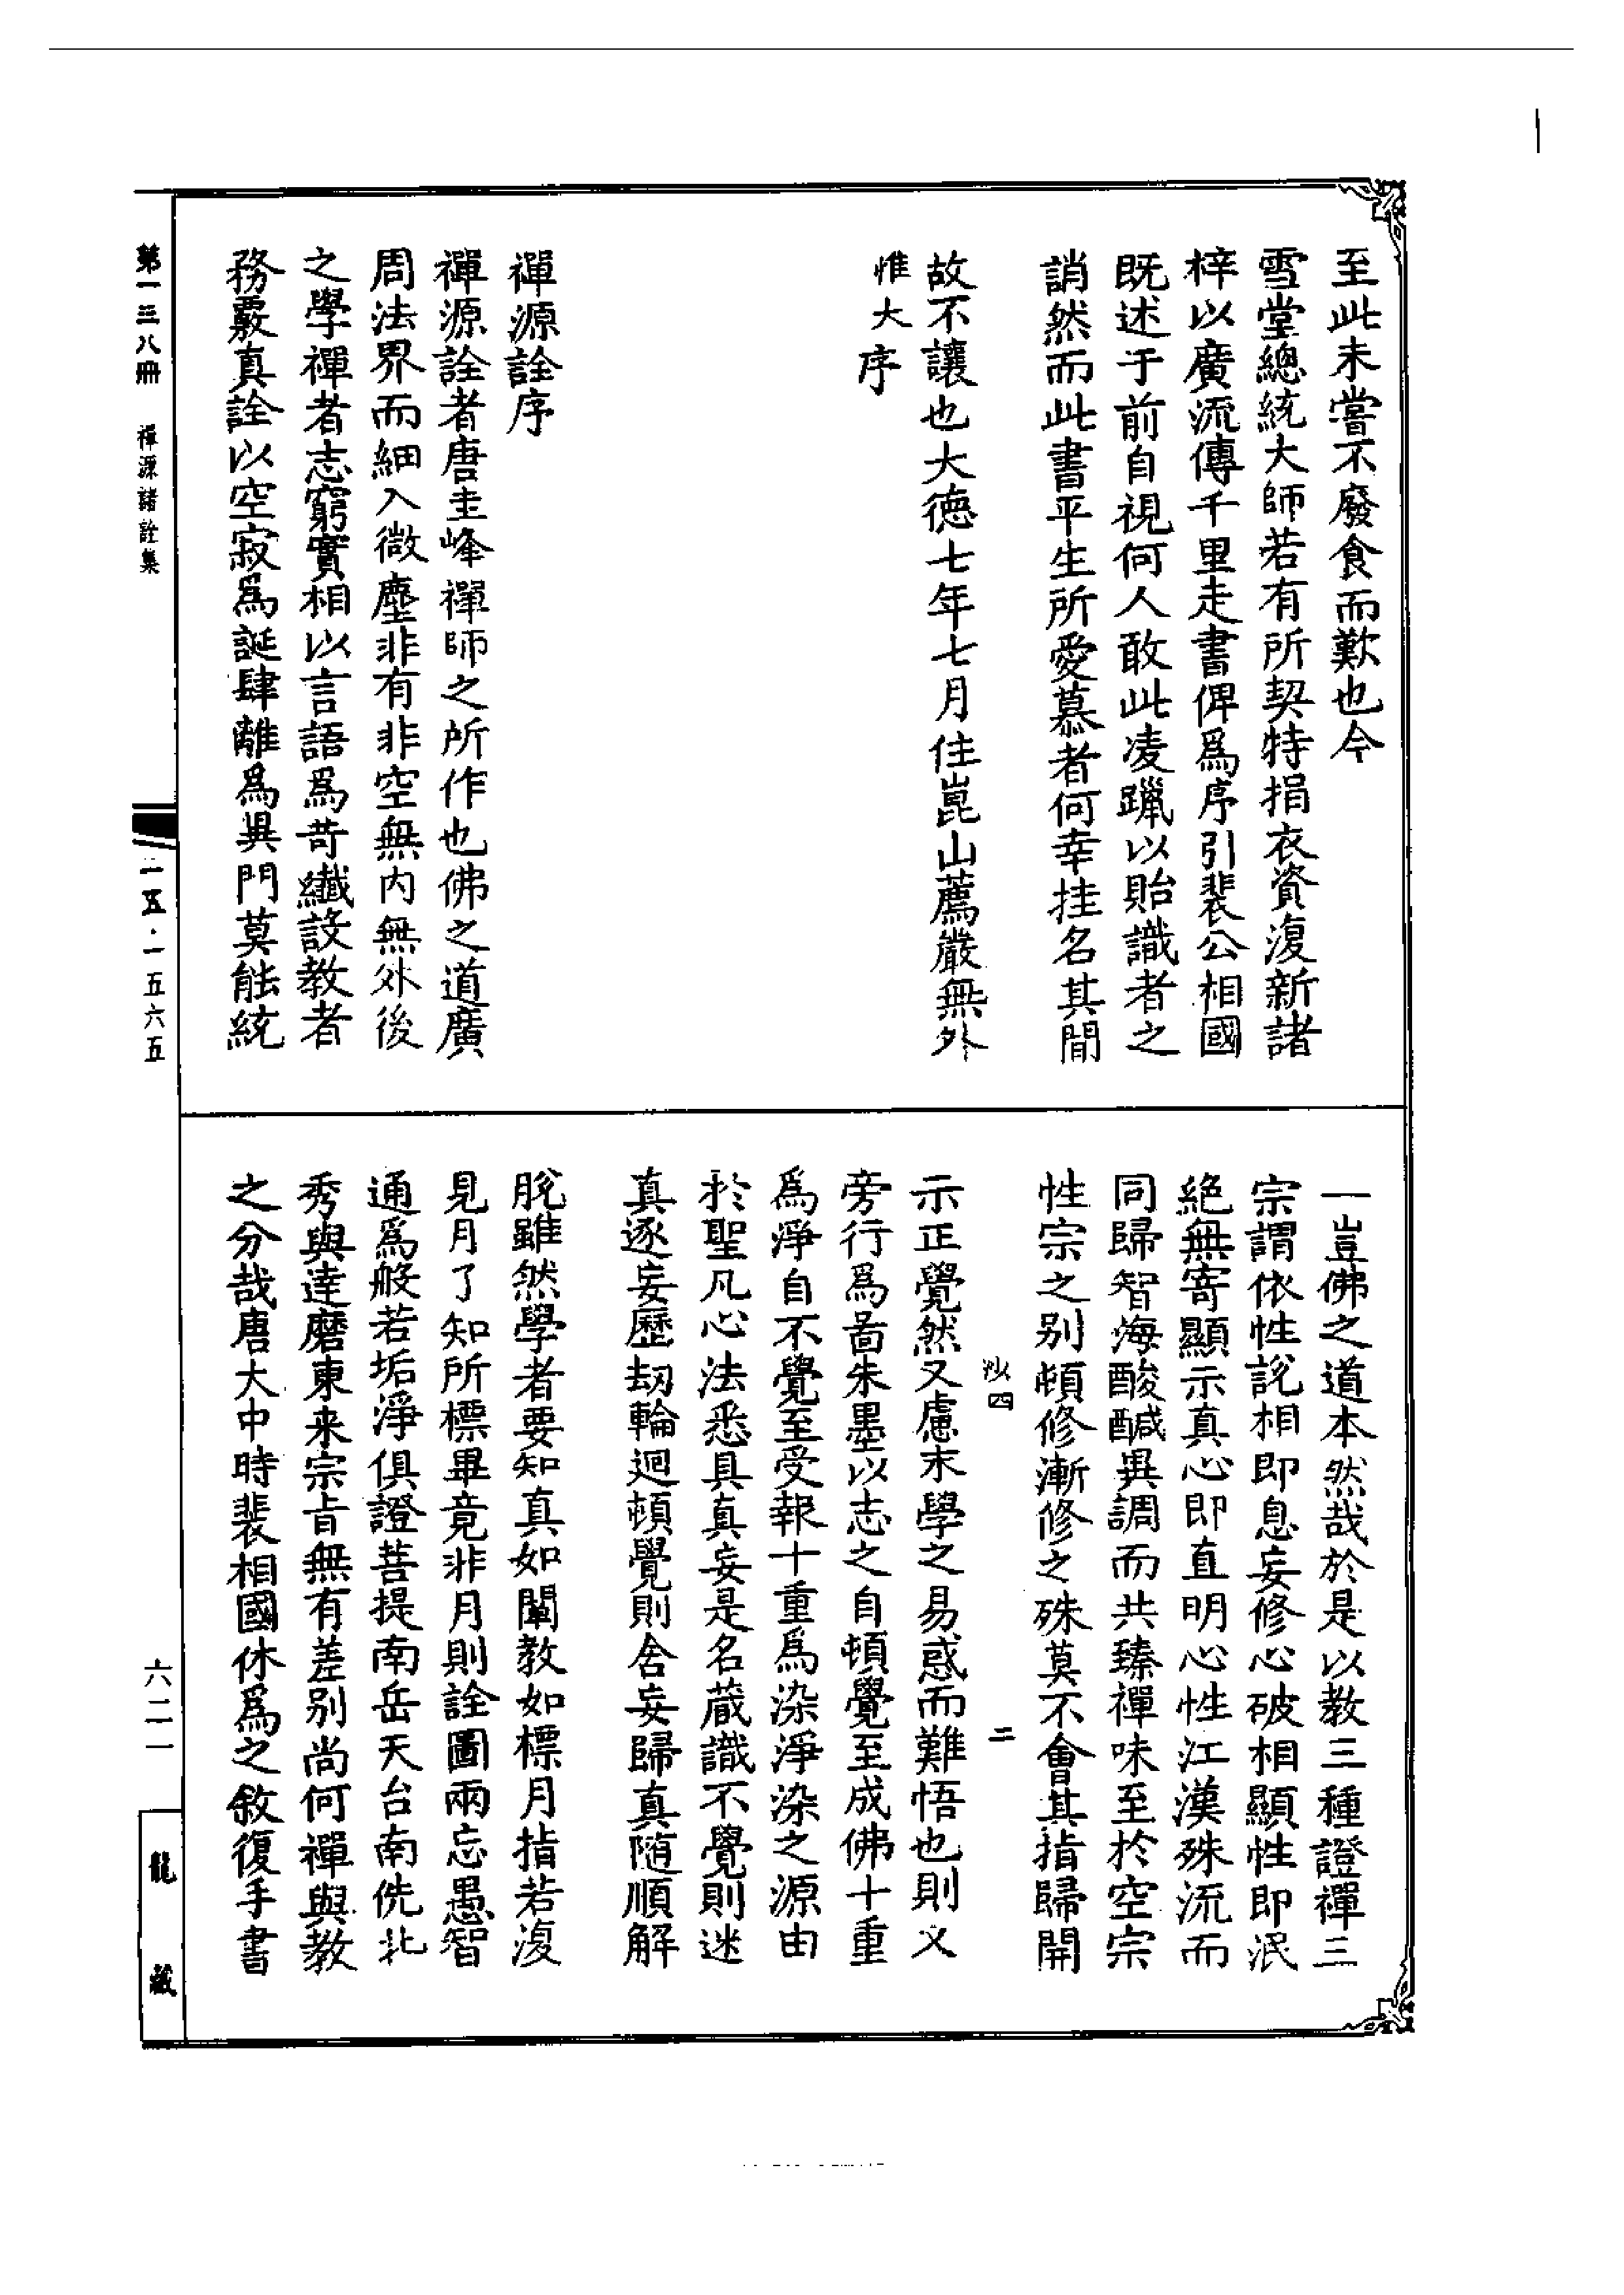 至此未嘗不廢食而歎也今
雪堂總統大師若有所契特捐衣資復新諸
梓以廣流傳千里走書俾爲序引裴公相國
既述于前自視何人敢此凌躐以貽識者之
誚然而此書平生所愛慕者何幸挂名其間
故不讓也大德七年七月住崑山薦嚴無外
惟大序
禪源詮序
禪源詮者唐圭峰禪師之所作也佛之道廣
周法界而細入微塵非有非空無內無外後
之學禪者志窮實相以言語爲苛纎設教者
務覈真詮以空寂爲誕肆離爲異門莫能統
一豈佛之道本然哉於是以教三種證禪三
宗謂依性說相即息妄修心破相顯性即泯
絕無寄顯示真心即直明心性江漢殊流而
同歸智海酸醎異調而共臻禪味至於空宗
性宗之别頓修漸修之殊莫不會其指歸開
四
二
示正覺然又慮末學之易惑而難悟也則又
旁行爲啚朱墨以志之自頓覺至成佛十重
爲淨自不覺至受報十重爲染淨染之源由
於聖凡心法悉具真妄是名蔵識不覺則迷
真逐妄歷劫輪迴頓覺則舍妄歸真随順解
脫雖然學者要知真如闡教如標月指若復
見月了知所標畢竟非月則詮圖兩忘愚智
通爲般若垢淨俱證菩提南岳天台南侁北
秀與達磨東来宗旨無有差别尚何禪與教
之分哉唐大中時裴相國休爲之敘復手書
第一三八冊　禪源諸詮集
一五·一五六五
六二一
龍藏